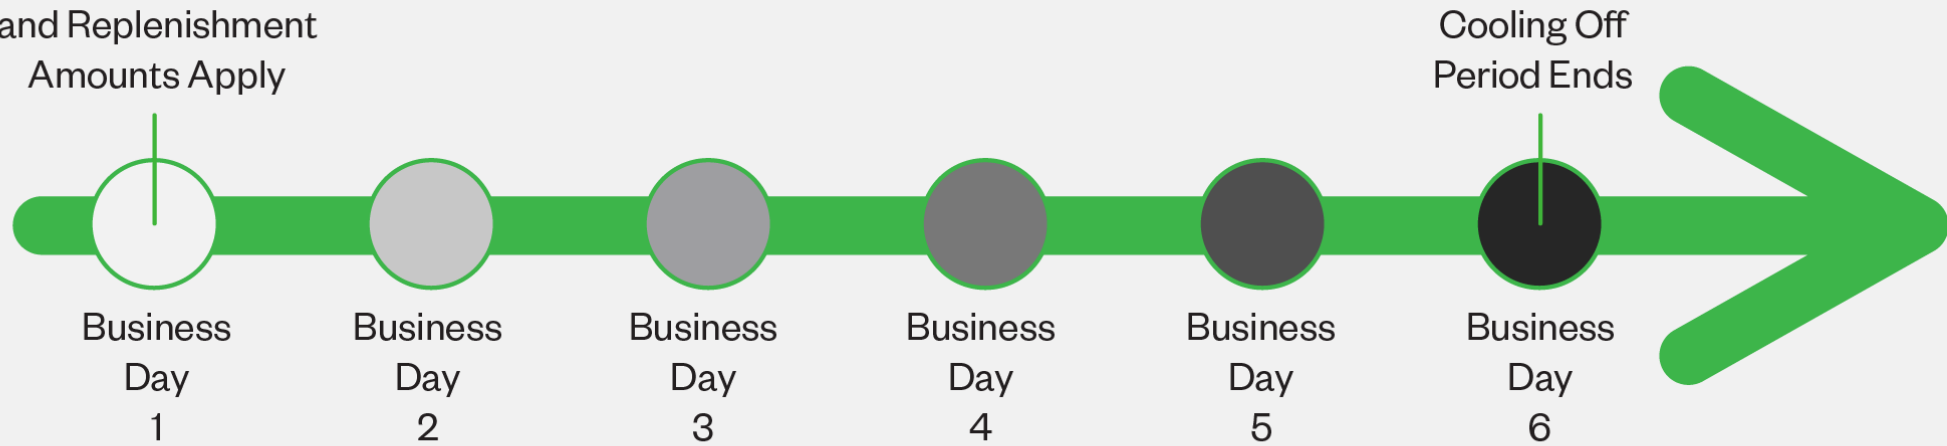 and Replenishment
Amounts Apply
Cooling Off
Period Ends
Business
Day
1
Business
Day
2
Business
Day
3
Business
Day
4
Business
Day
5
Business
Day
6